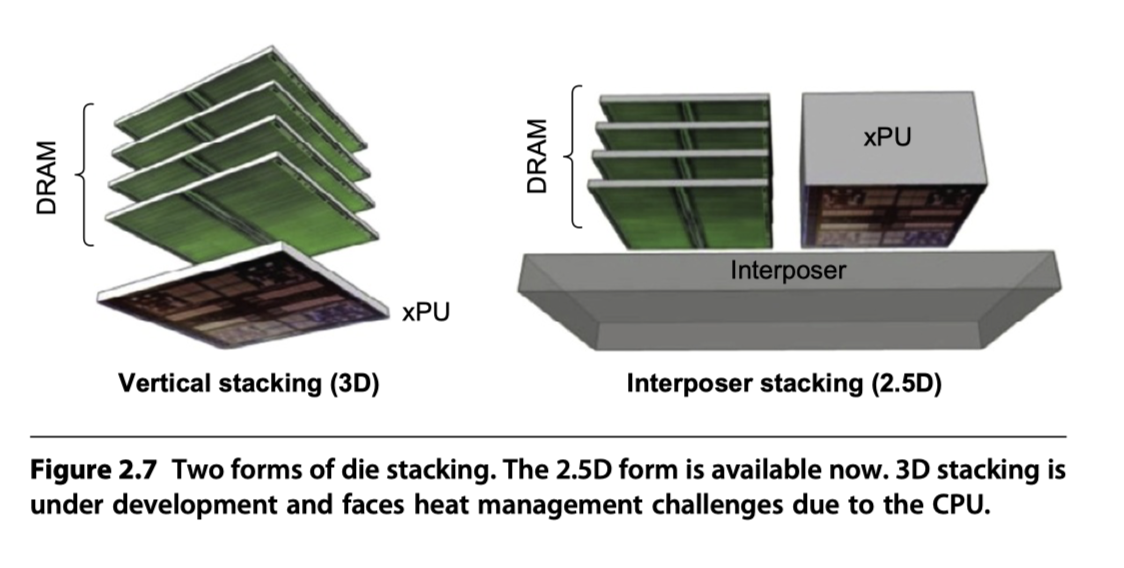 DRAM
xPU
Vertical stacking (3D)
DRAM
xPU
Interposer
Interposer stacking (2.5D)
Figure 2.7 Two forms of die stacking. The 2.5D form is available now. 3D stacking is
under development and faces heat management challenges due to the CPU.